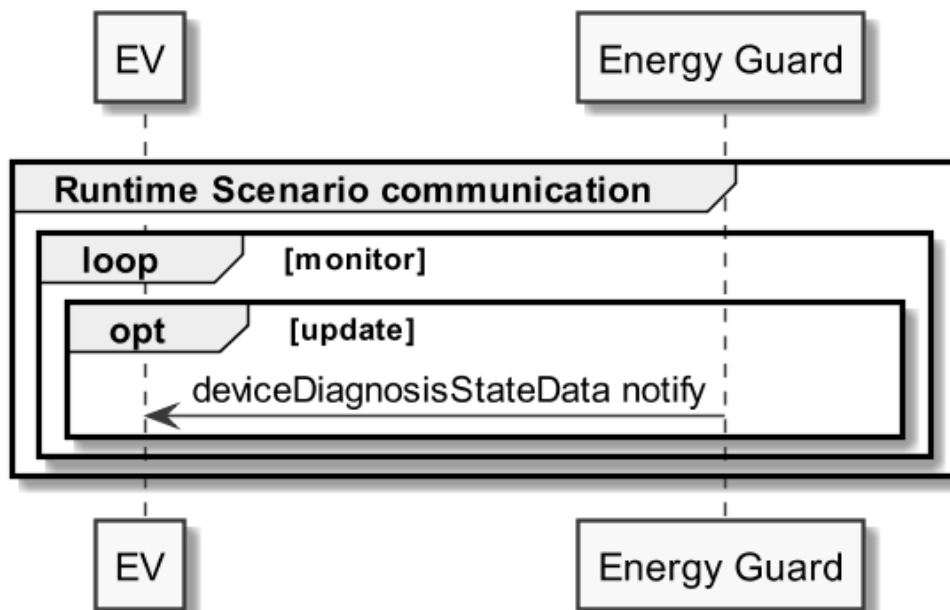 EV
Energy Guard
Runtime Scenario communication
loop [monitor]
opt [update]
deviceDiagnosisStateData notify
EV
Energy Guard